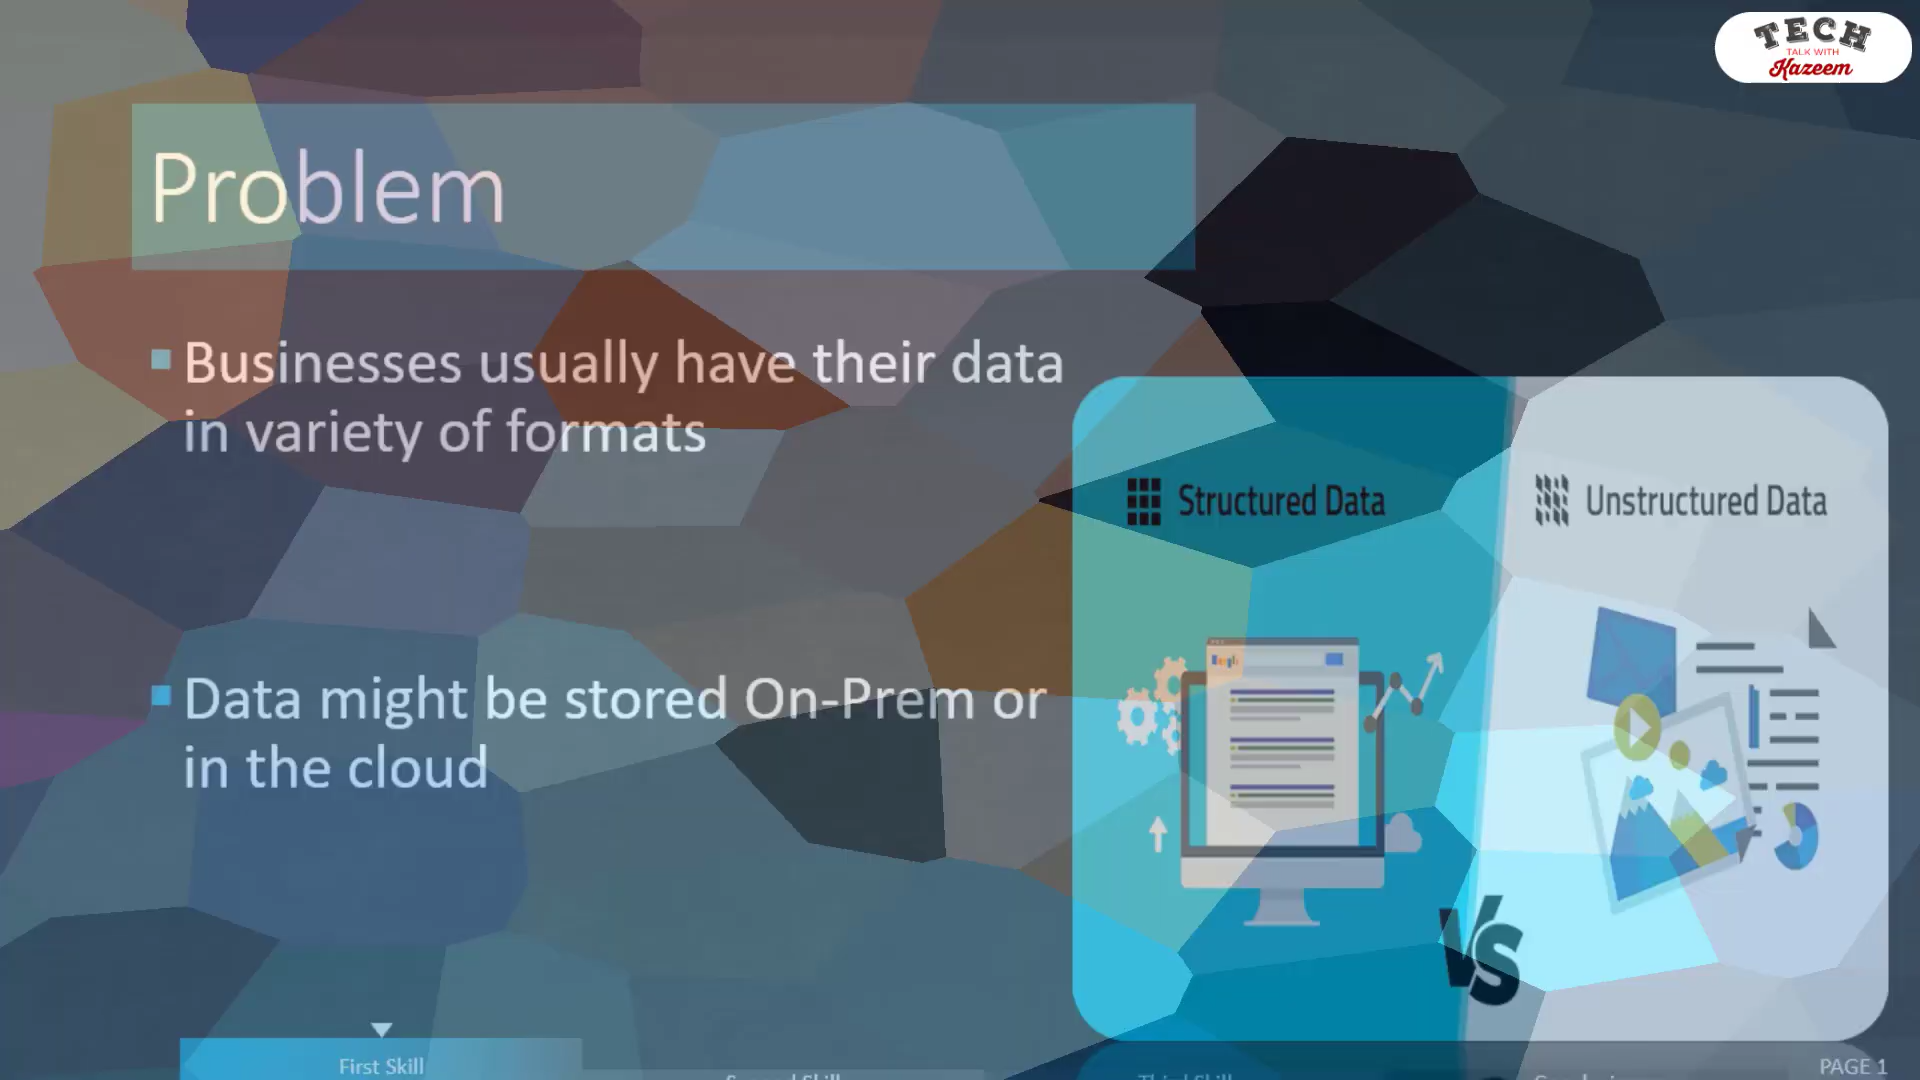 TECH
TALK WITH
Kazeem
Problem
Businesses usually have their data
in variety of formats
Data might be stored On-Prem or
in the cloud
Structured Data
Unstructured Data
VS
First Skill
PAGE 1